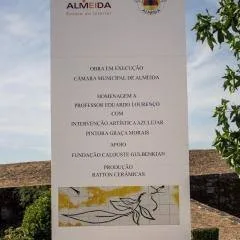 ALMEIDA
OBRA EM EXECUÇÃO
CÂMARA MUNICIPAL DE ALMEIDA
HOMENAGEM A
PROFESSOR EDUARDO LOURENÇO
COM
INTERVENÇÃO ARTÍSTICA AZULEJAR
PINTORA GRAÇA MORAIS
APOIO
FUNDAÇÃO CALOUSTE GULBENKIAN
PRODUÇÃO
RATTON CERÂMICAS